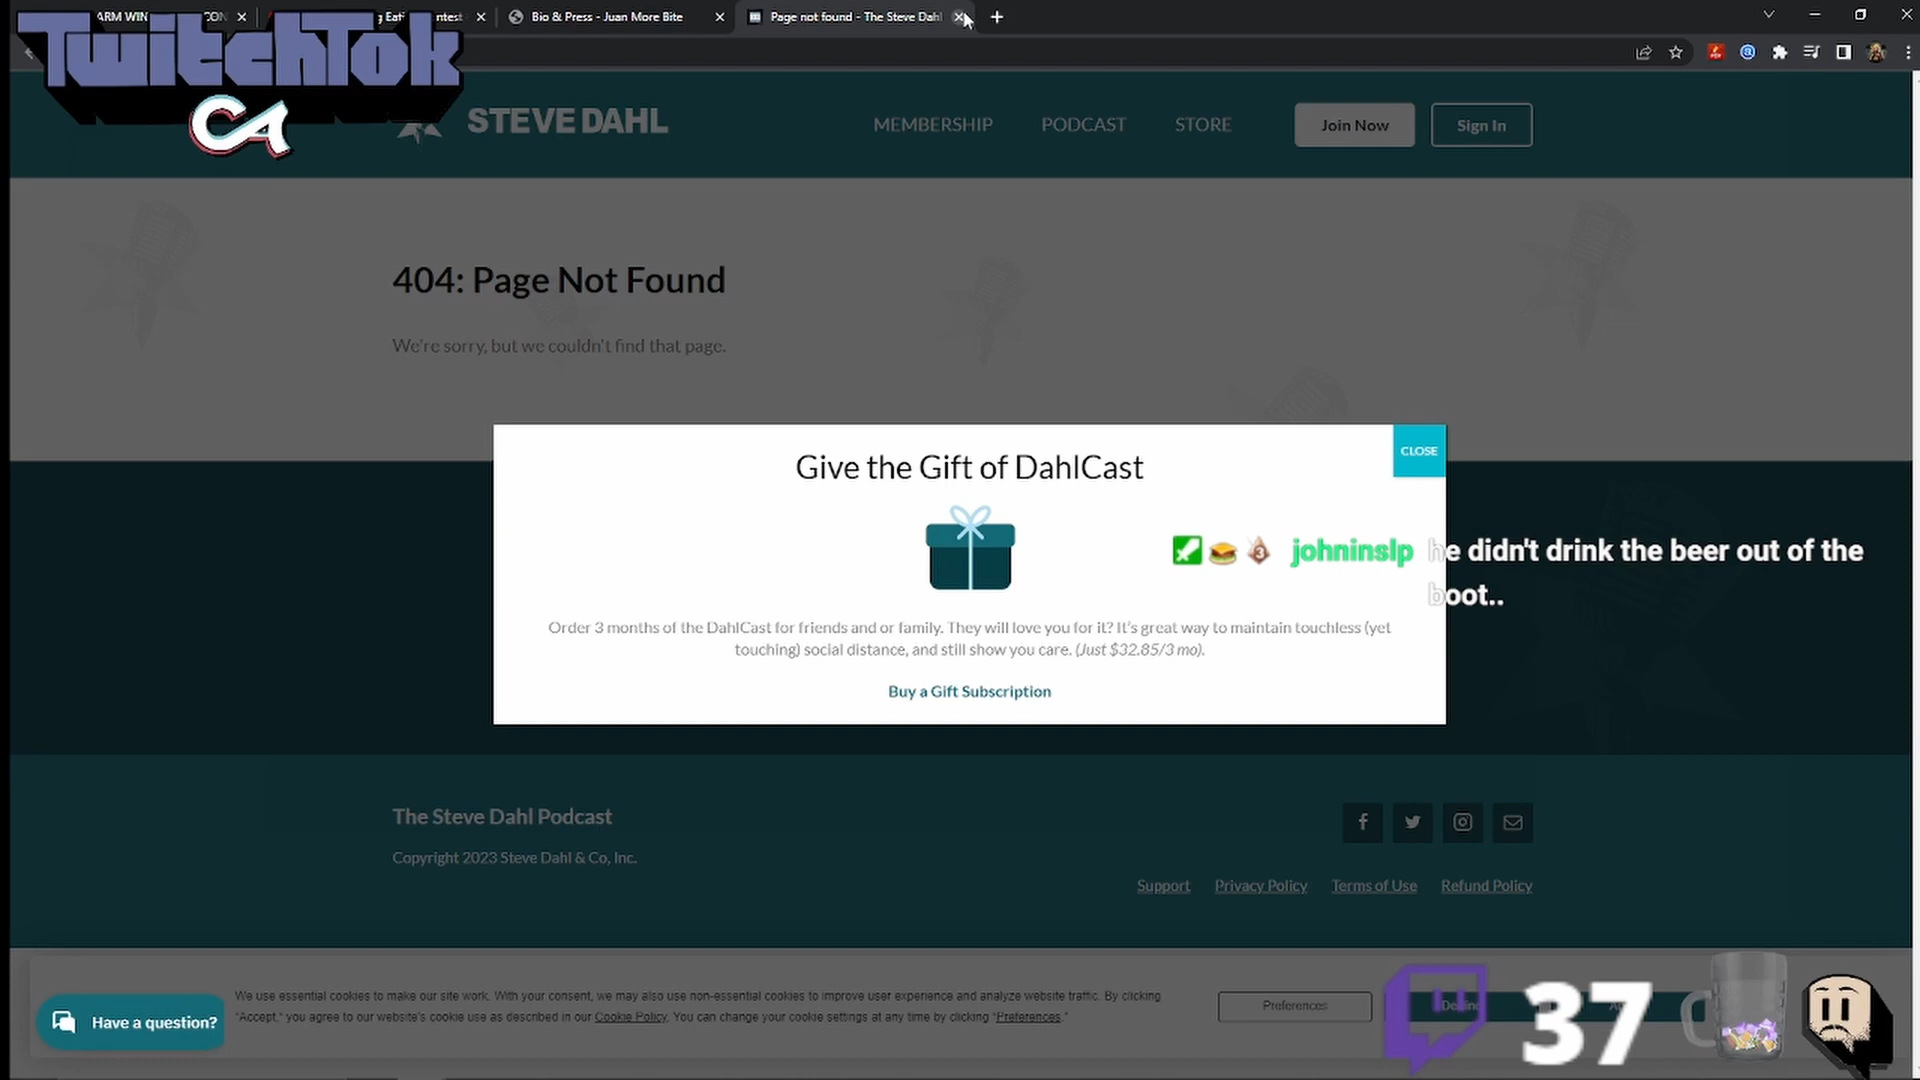 ARM WIN
CON
g Eati
ntest
Bio & Press - Juan More Bite
Page not found - The Steve Dahl
TwitchTok
CA
STEVE DAHL
MEMBERSHIP
PODCAST
STORE
Join Now
Sign In
404: Page Not Found
We're sorry, but we couldn't find that page.
CLOSE
Give the Gift of DahlCast
3 johninslp he didn't drink the beer out of the
boot..
Order 3 months of the DahlCast for friends and or family. They will love you for it? It's great way to maintain touchless (yet
touching) social distance, and still show you care. (Just $32.85/3 mo).
Buy a Gift Subscription
The Steve Dahl Podcast
Copyright 2023 Steve Dahl & Co, Inc.
Support
Privacy Policy
Terms of Use
Refund Policy
We use essential cookies to make our site work. With your consent, we may also use non-essential cookies to improve user experience and analyze website traffic. By clicking
"Accept," you agree to our website's cookie use as described in our Cookie Policy. You can change your cookie settings at any time by clicking "Preferences."
Have a question?
Preferences
37